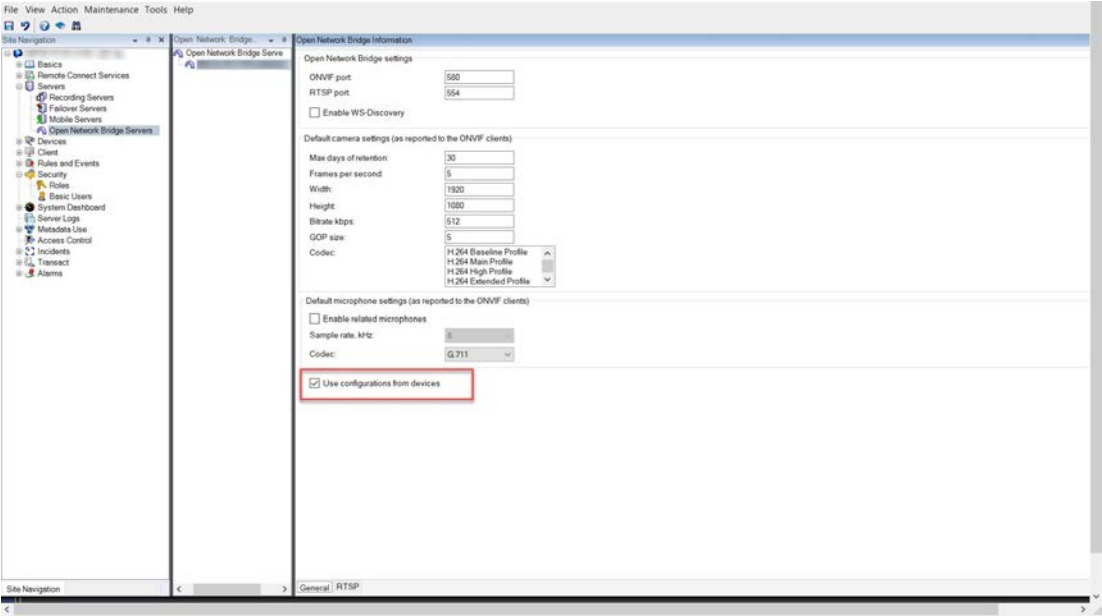 File View Action Maintenance Tools Help
Site Navigation
Basics
Remote Connect Services
Servers
Recording Servers
Failover Servers
Mobile Servers
Open Network Bridge Servers
Devices
Client
Rules and Events
Security
Roles
Basic Users
System Dashboard
Server Logs
Metadata Use
Access Control
Incidents
Transact
Alarms
Site Navigation
Open Network Bridge...
Open Network Bridge Serve
Open Network Bridge Information
Open Network Bridge settings
ONVIF port: 580
RTSP port: 554
Enable WS-Discovery
Default camera settings (as reported to the ONVIF clients)
Max days of retention: 30
Frames per second: 5
Width: 1920
Height: 1080
Bitrate kbps: 512
GOP size: 5
Codec: H.264 Baseline Profile
H.264 Main Profile
H.264 High Profile
H.264 Extended Profile
Default microphone settings (as reported to the ONVIF clients)
Enable related microphones
Sample rate, kHz: 8
Codec: G.711
Use configurations from devices
General RTSP